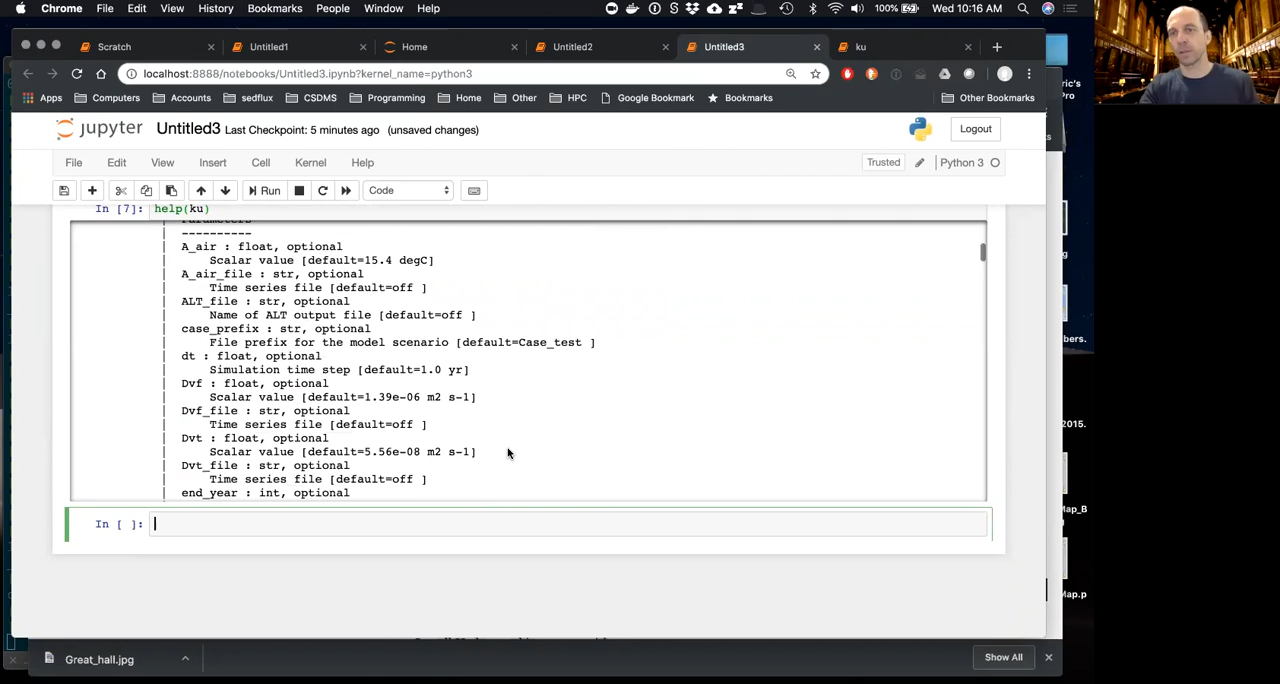 Chrome File Edit View History Bookmarks People Window Help 100% Wed 10:16 AM
Scratch Untitled1 Home Untitled2 Untitled3 ku
localhost:8888/notebooks/Untitled3.ipynb?kernel_name=python3
Apps Computers Accounts sedflux CSDMS Programming Home Other HPC Google Bookmark Bookmarks Other Bookmarks
ric's
Pro
jupyter Untitled3 Last Checkpoint: 5 minutes ago (unsaved changes) Logout
File Edit View Insert Cell Kernel Help Trusted Python 3
Run Code
In [7]: help(ku)
Parameters
----------
A_air : float, optional
Scalar value [default=15.4 degC]
A_air_file : str, optional
Time series file [default=off ]
ALT_file : str, optional
Name of ALT output file [default=off ]
case_prefix : str, optional
File prefix for the model scenario [default=Case_test ]
dt : float, optional
Simulation time step [default=1.0 yr]
Dvf : float, optional
Scalar value [default=1.39e-06 m2 s-1]
Dvf_file : str, optional
Time series file [default=off ]
Dvt : float, optional
Scalar value [default=5.56e-08 m2 s-1]
Dvt_file : str, optional
Time series file [default=off ]
end_year : int, optional
In [ ]:
bers.
2015.
Map_B
Map.p
Great_hall.jpg Show All